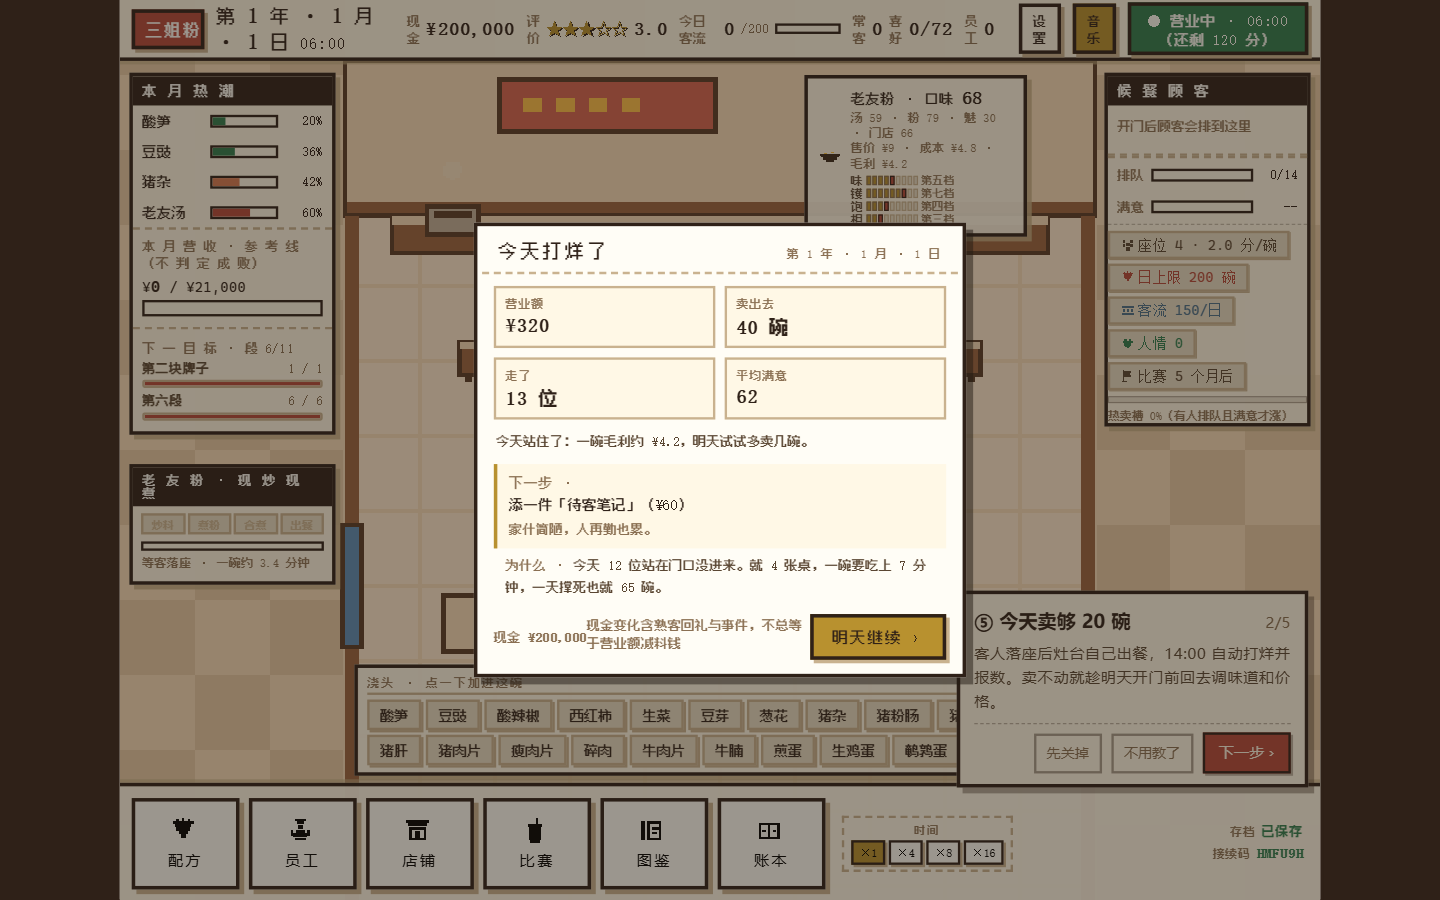 三姐粉
第 1 年 · 1 月
· 1 日 06:00
现金 ¥200,000
评价 3.0
今日客流 0 /200
常客 0
喜好 0/72
员工 0
设置
音乐
营业中 · 06:00
(还剩 120 分)
本月热潮
酸笋 20%
豆豉 36%
猪杂 42%
老友汤 60%
本月营收 · 参考线
(不判定成败)
¥0 / ¥21,000
下一目标 · 段 6/11
第二块牌子 1 / 1
第六段 6 / 6
老友粉 · 现炒现
煮
炒料 煮粉 合煮 出餐
等客落座 · 一碗约 3.4 分钟
老友粉 · 口味 68
汤 59 · 粉 79 · 魅 30
· 门店 66
售价 ¥9 · 成本 ¥4.8 ·
毛利 ¥4.2
味 第五档
镬 第七档
饱 第四档
相 第三档
候餐顾客
开门后顾客会排到这里
排队 0/14
满意 --
座位 4 · 2.0 分/碗
日上限 200 碗
客流 150/日
人情 0
比赛 5 个月后
热卖槽 0% (有人排队且满意才涨)
今天打烊了
第 1 年 · 1 月 · 1 日
营业额
¥320
卖出去
40 碗
走了
13 位
平均满意
62
今天站住了：一碗毛利约 ¥4.2，明天试试多卖几碗。
下一步 ·
添一件「待客笔记」（¥60）
家什简陋，人再勤也累。
为什么 · 今天 12 位站在门口没进来。就 4 张桌，一碗要吃上 7 分
钟，一天撑死也就 65 碗。
现金 ¥200,000
现金变化含熟客回礼与事件，不总等
于营业额减料钱
明天继续 ›
浇头 · 点一下加进这碗
酸笋 豆豉 酸辣椒 西红柿 生菜 豆芽 葱花 猪杂 猪粉肠
猪肝 猪肉片 瘦肉片 碎肉 牛肉片 牛腩 煎蛋 生鸡蛋 鹌鹑蛋
⑤ 今天卖够 20 碗 2/5
客人落座后灶台自己出餐，14:00 自动打烊并
报数。卖不动就趁明天开门前回去调味道和价
格。
先关掉 不用教了 下一步 ›
配方
员工
店铺
比赛
图鉴
账本
时间
×1 ×4 ×8 ×16
存档 已保存
接续码 HMFU9H